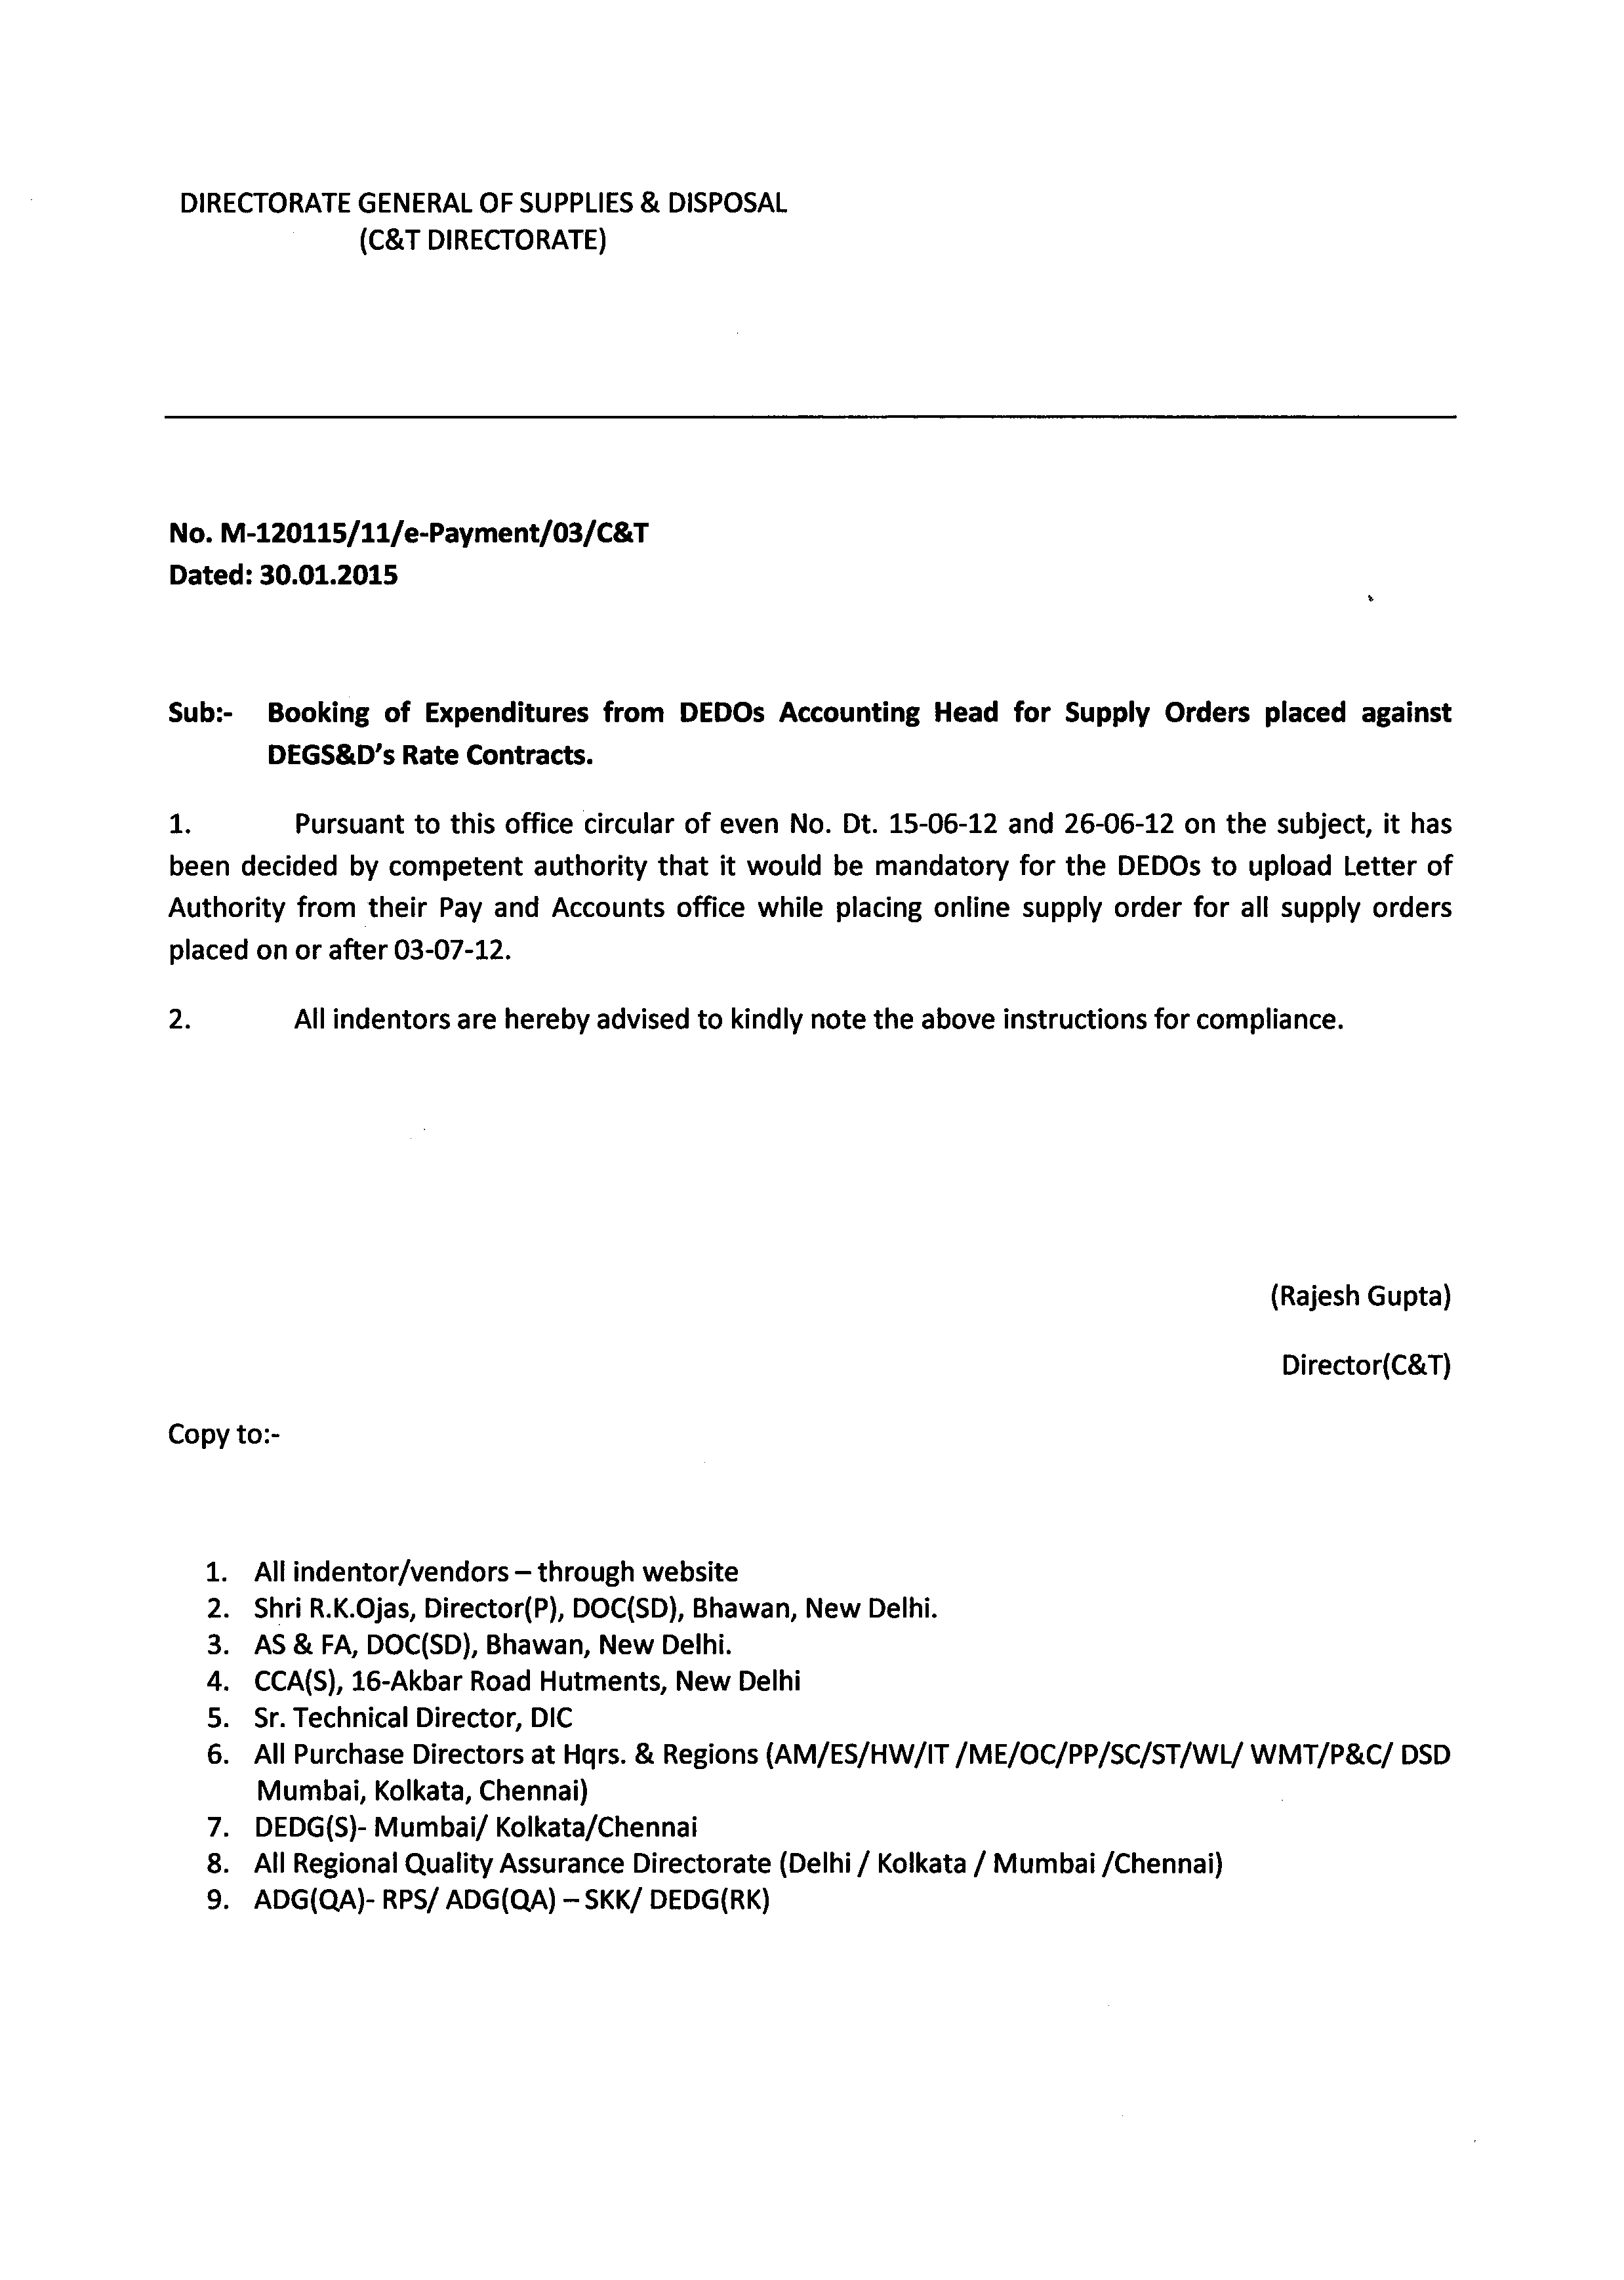 DIRECTORATE GENERAL OF SUPPLIES & DISPOSAL
(C&T DIRECTORATE)
No. M-120115/11/e-Payment/03/C&T
Dated: 30.01.2015
Sub:- Booking of Expenditures from DEDOs Accounting Head for Supply Orders placed against
DEGS&D's Rate Contracts.
1. Pursuant to this office circular of even No. Dt. 15-06-12 and 26-06-12 on the subject, it has
been decided by competent authority that it would be mandatory for the DEDOs to upload Letter of
Authority from their Pay and Accounts office while placing online supply order for all supply orders
placed on or after 03-07-12.
2. All indentors are hereby advised to kindly note the above instructions for compliance.
(Rajesh Gupta)
Director(C&T)
Copy to:-
1. All indentor/vendors – through website
2. Shri R.K.Ojas, Director(P), DOC(SD), Bhawan, New Delhi.
3. AS & FA, DOC(SD), Bhawan, New Delhi.
4. CCA(S), 16-Akbar Road Hutments, New Delhi
5. Sr. Technical Director, DIC
6. All Purchase Directors at Hqrs. & Regions (AM/ES/HW/IT /ME/OC/PP/SC/ST/WL/ WMT/P&C/ DSD
Mumbai, Kolkata, Chennai)
7. DEDG(S)- Mumbai/ Kolkata/Chennai
8. All Regional Quality Assurance Directorate (Delhi / Kolkata / Mumbai /Chennai)
9. ADG(QA)- RPS/ ADG(QA) – SKK/ DEDG(RK)